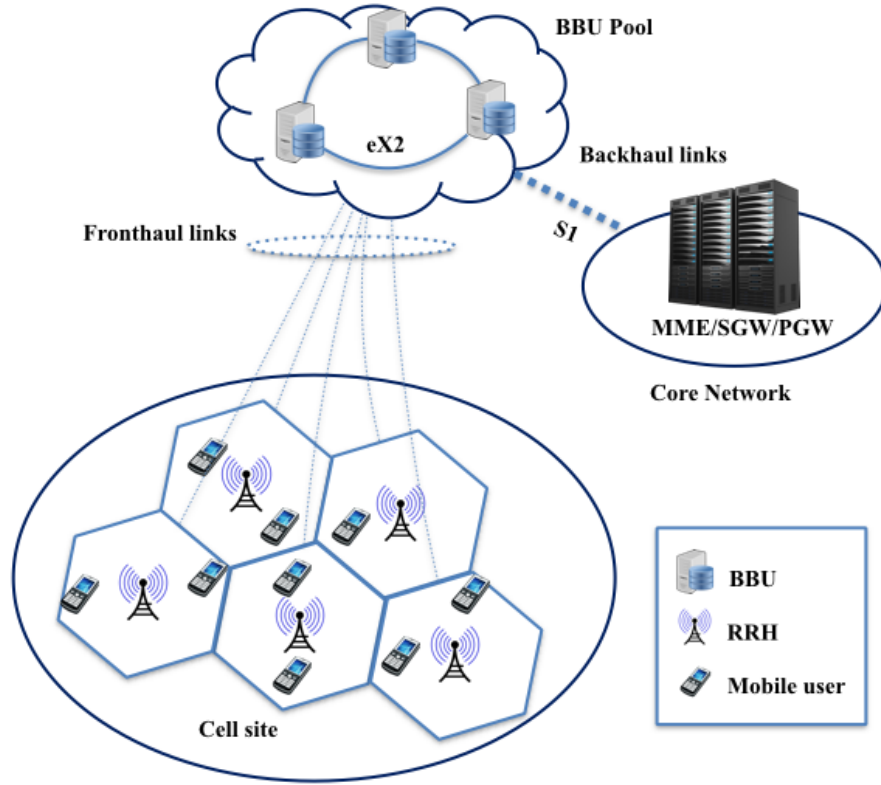 BBU Pool
eX2
Backhaul links
Fronthaul links
S1
MME/SGW/PGW
Core Network
BBU
RRH
Mobile user
Cell site